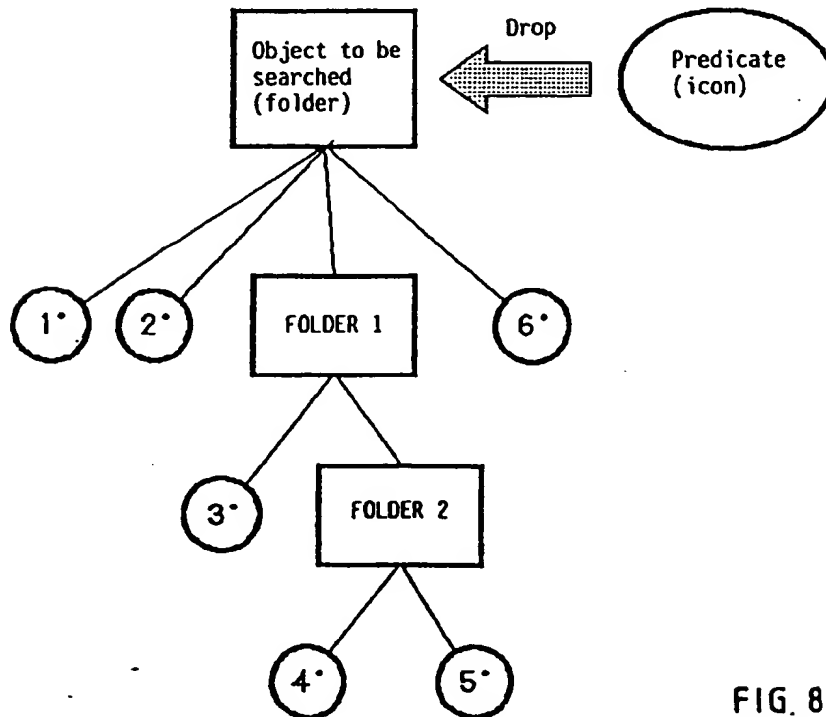 Object to be
searched
(folder)
Drop
Predicate
(icon)
1•
2•
FOLDER 1
6•
3•
FOLDER 2
4•
5•
FIG. 8